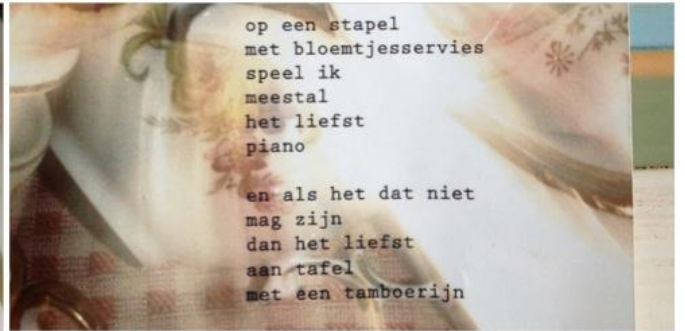 op een stapel
met bloemtjesservies
speel ik
meestal
het liefst
piano
en als het dat niet
mag zijn
dan het liefst
aan tafel
met een tamboerijn